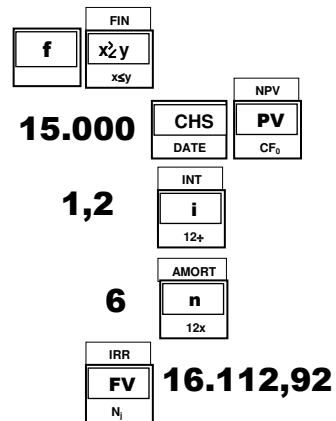 FIN
f x≷y
x≤y
NPV
15.000 CHS PV
DATE CF₀
INT
1,2 i
12÷
AMORT
6 n
12x
IRR
FV 16.112,92
Nj